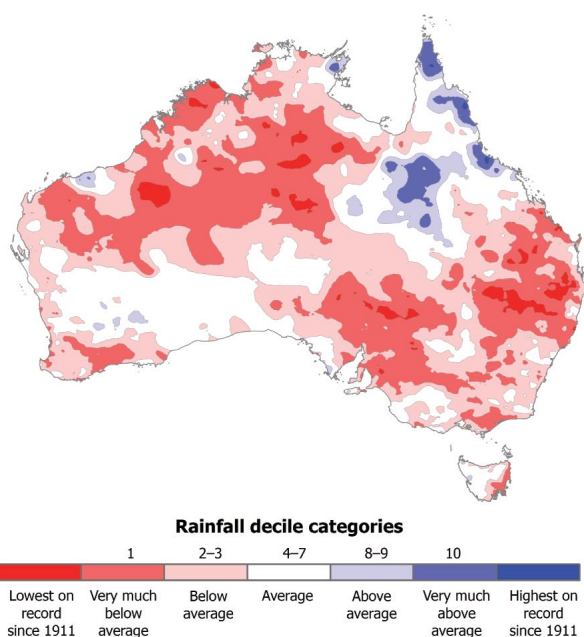 Rainfall decile categories
1 2–3 4–7 8–9 10
Lowest on record since 1911
Very much below average
Below average
Average
Above average
Very much above average
Highest on record since 1911